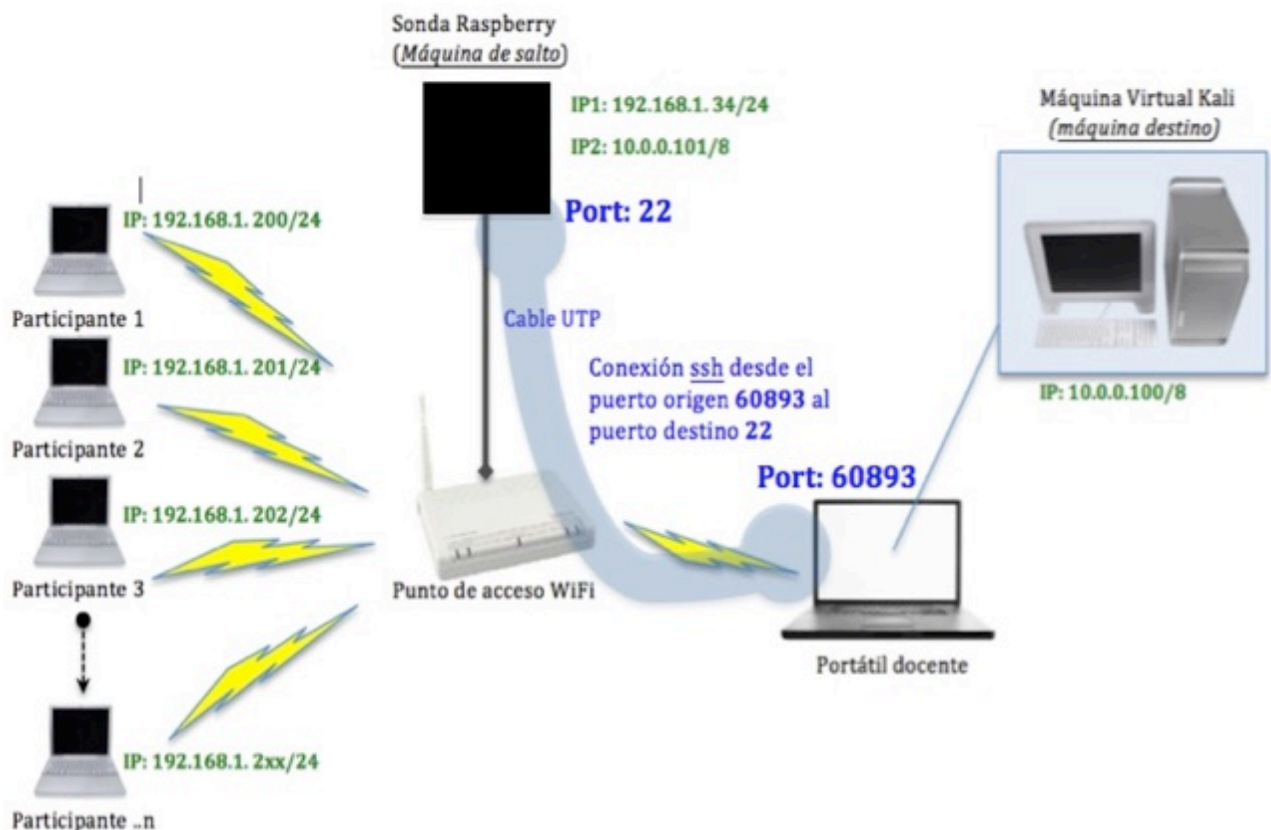 Sonda Raspberry
(Máquina de salto)
IP1: 192.168.1. 34/24
IP2: 10.0.0.101/8
Port: 22
Máquina Virtual Kali
(máquina destino)
IP: 10.0.0.100/8
IP: 192.168.1. 200/24
Participante 1
IP: 192.168.1. 201/24
Participante 2
IP: 192.168.1. 202/24
Participante 3
IP: 192.168.1. 2xx/24
Participante ..n
Cable UTP
Conexión ssh desde el
puerto origen 60893 al
puerto destino 22
Port: 60893
Punto de acceso WiFi
Portátil docente